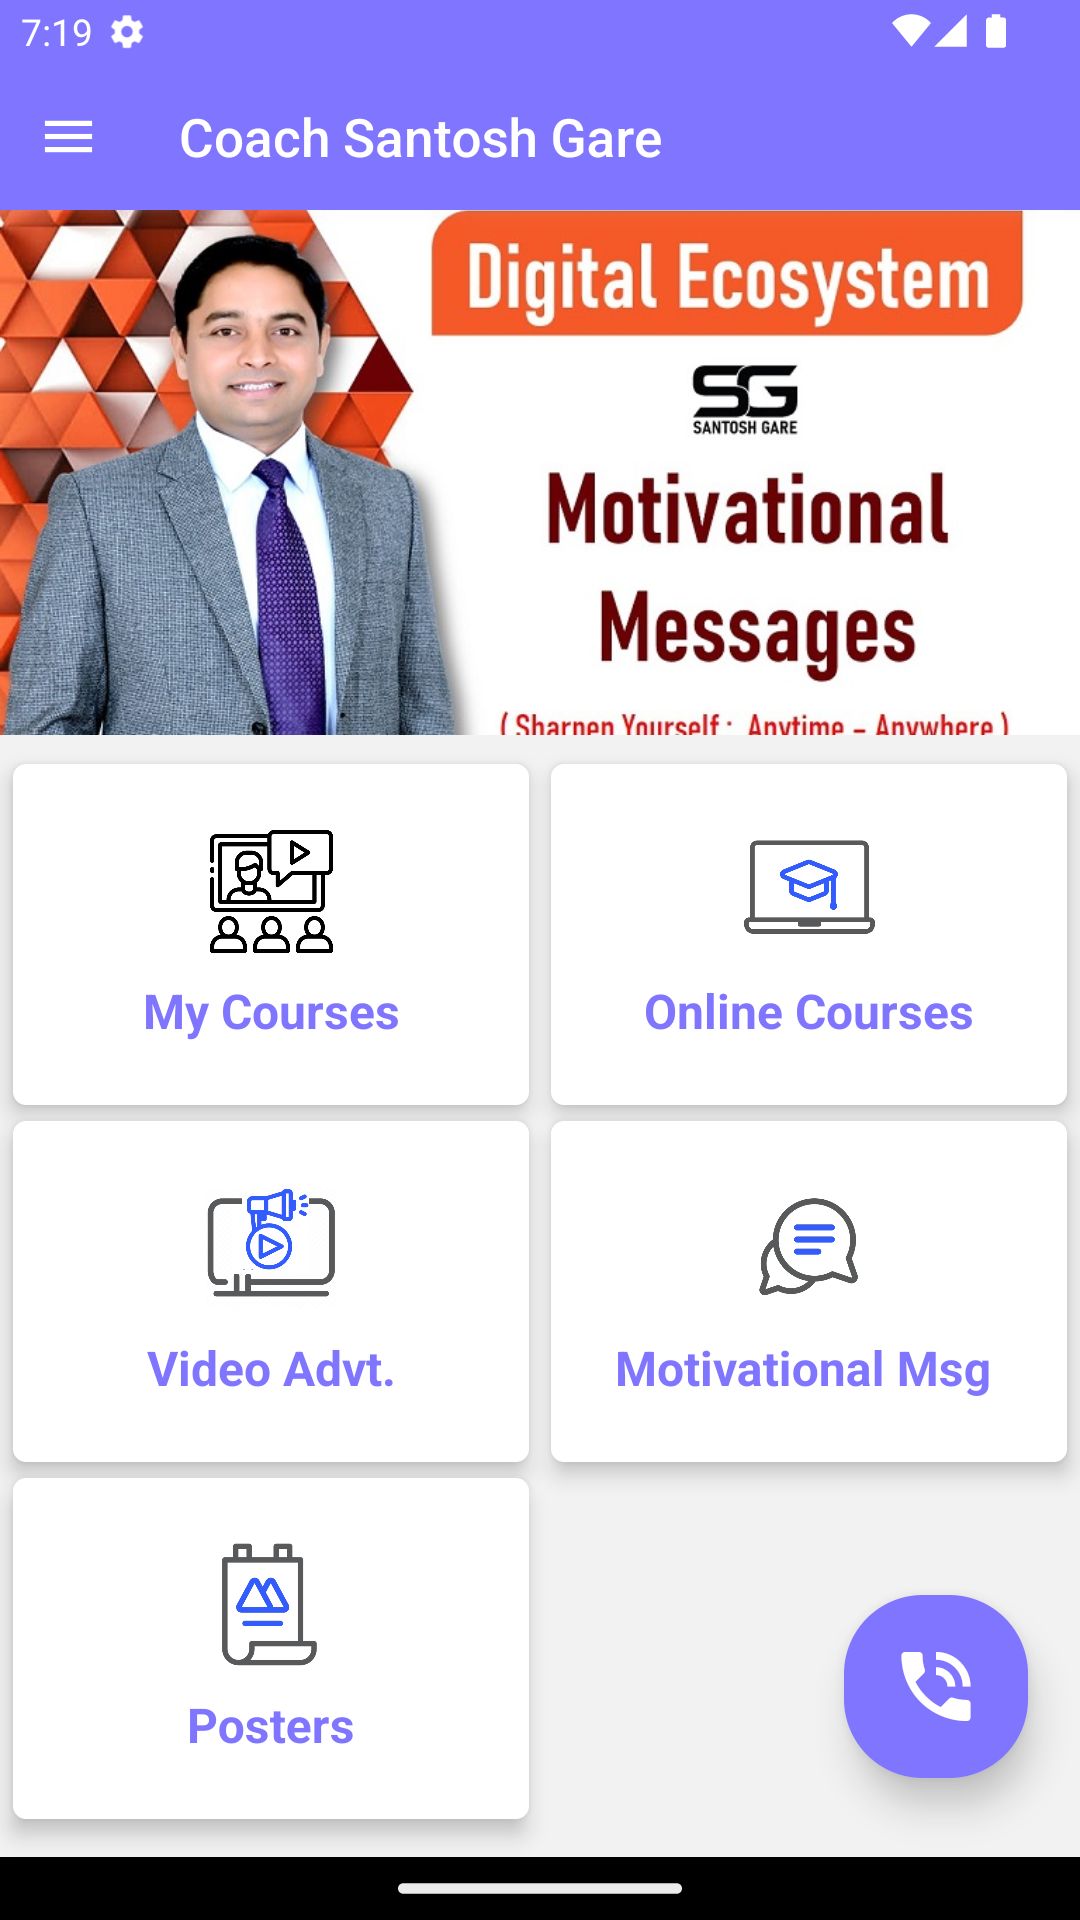 7:19
Coach Santosh Gare
Digital Ecosystem
SG
SANTOSH GARE
Motivational
Messages
( Sharpen Yourself : Anytime – Anywhere )
My Courses
Online Courses
Video Advt.
Motivational Msg
Posters